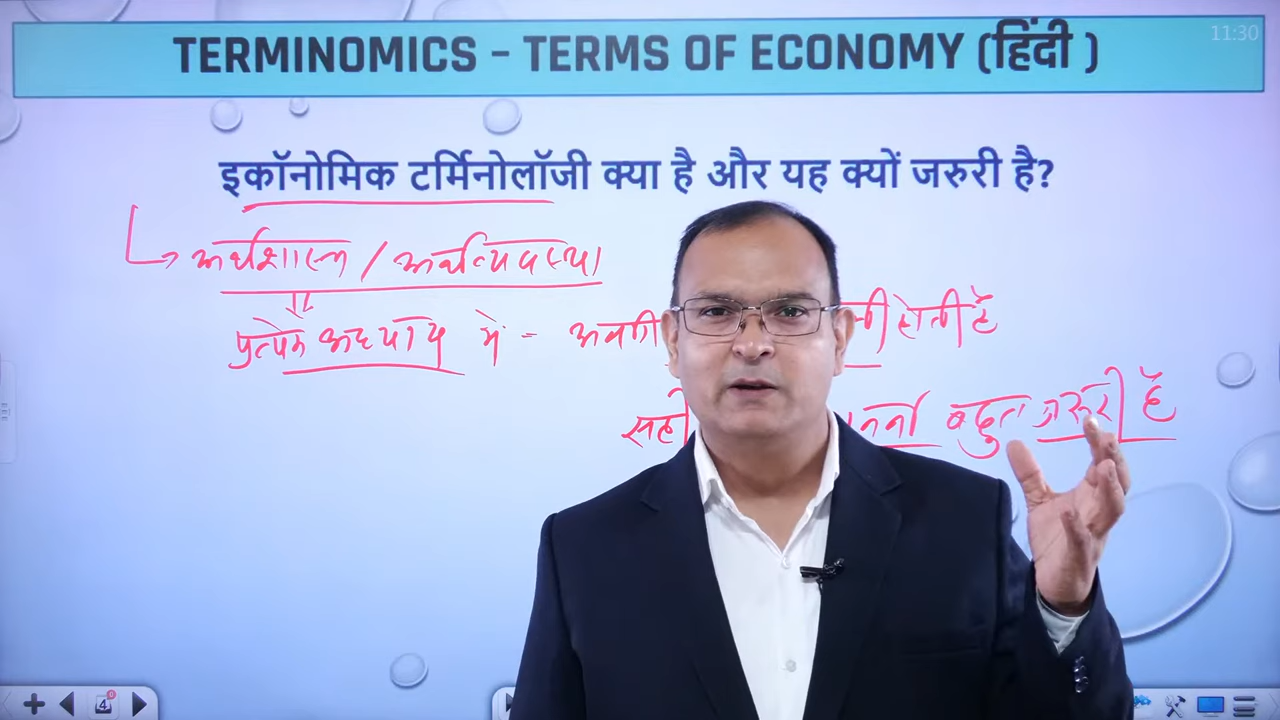 11:30
TERMINOMICS – TERMS OF ECONOMY (हिंदी )
इकॉनोमिक टर्मिनोलॉजी क्या है और यह क्यों जरुरी है?
अर्थशास्त्र / अर्थव्यवस्था
प्रत्येक अध्याय में - होती हैं
बहुत जरूरी है
4